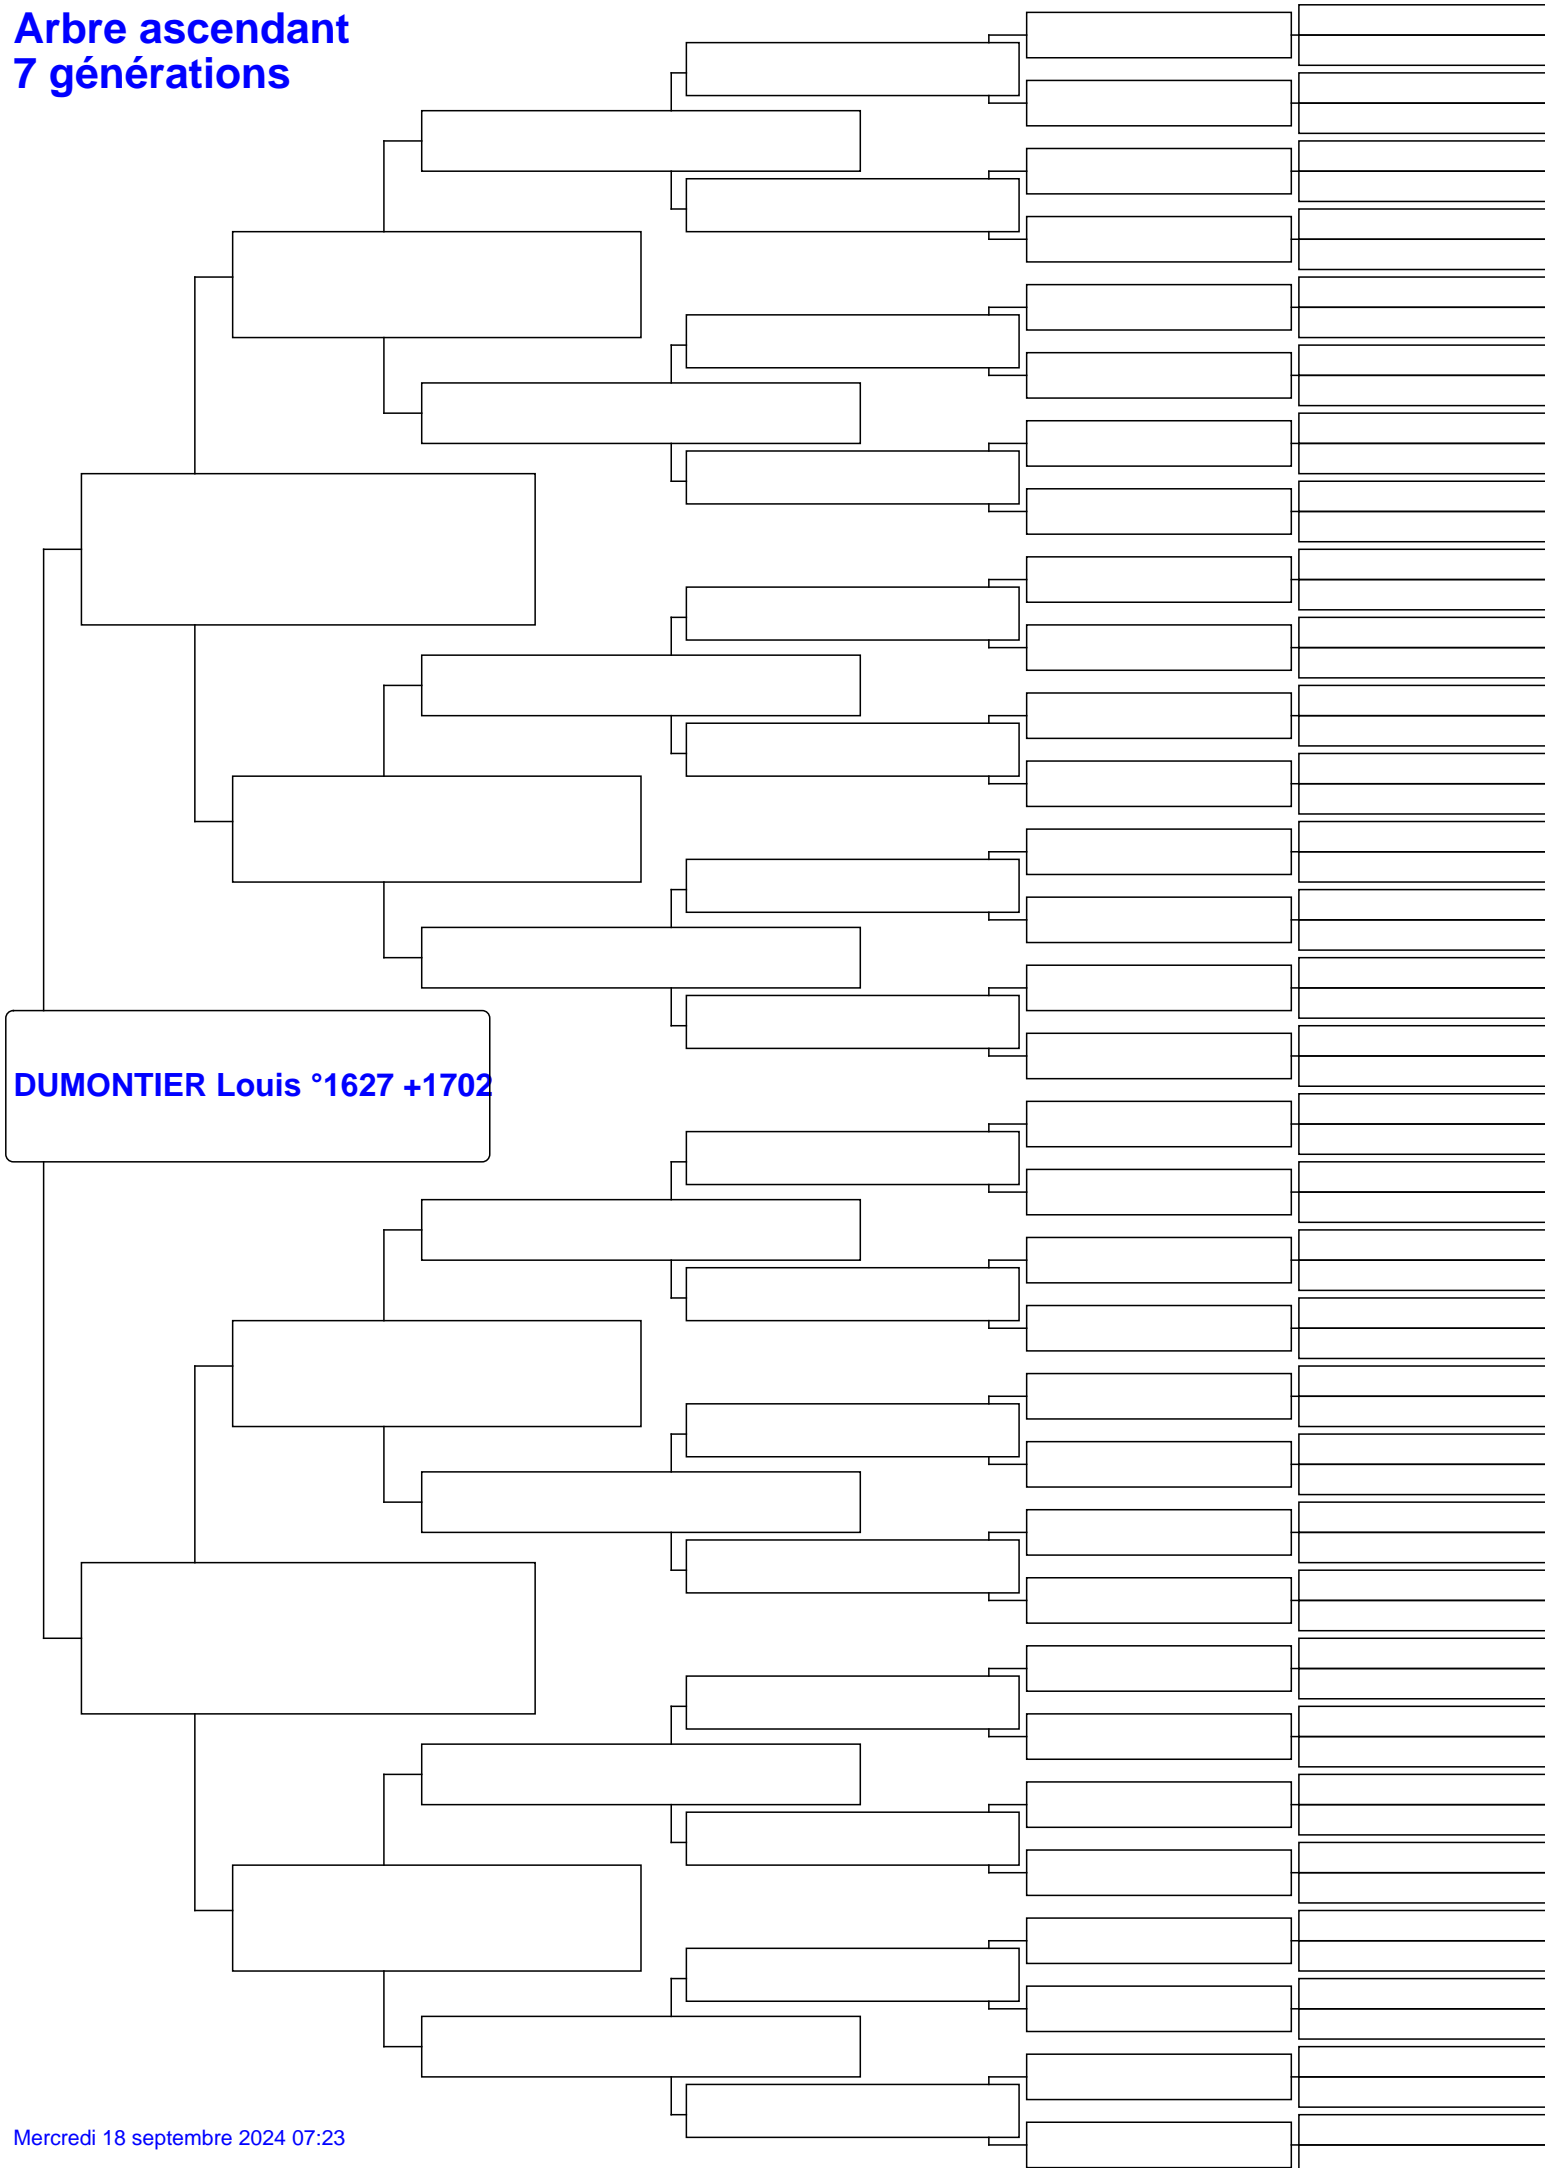 Arbre ascendant
7 générations
DUMONTIER Louis °1627 +1702
Mercredi 18 septembre 2024 07:23